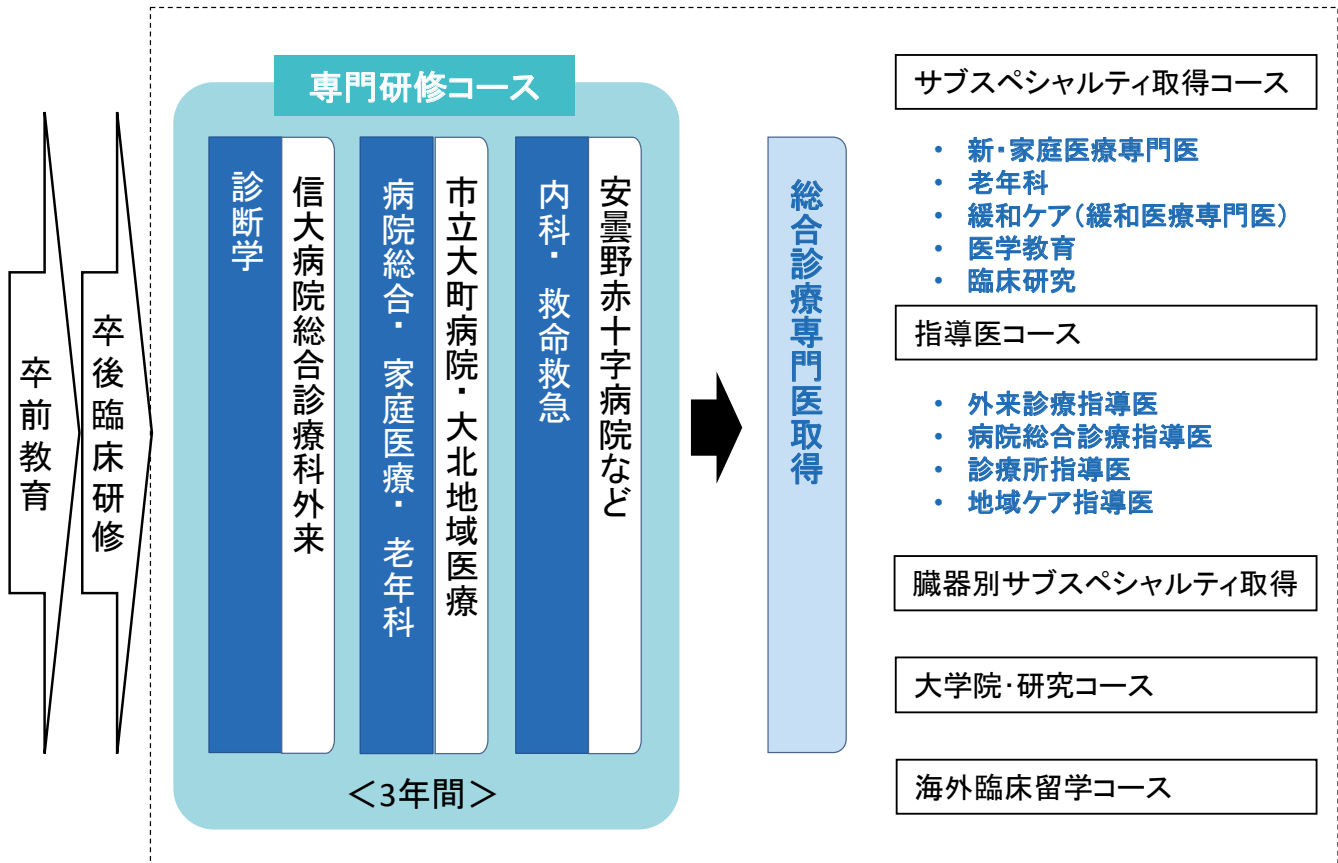 卒前教育
卒後臨床研修
専門研修コース
診断学
信大病院総合診療科外来
病院総合・家庭医療・老年科
市立大町病院・大北地域医療
内科・救命救急
安曇野赤十字病院など
＜3年間＞
総合診療専門医取得
サブスペシャルティ取得コース
• 新・家庭医療専門医
• 老年科
• 緩和ケア(緩和医療専門医)
• 医学教育
• 臨床研究
指導医コース
• 外来診療指導医
• 病院総合診療指導医
• 診療所指導医
• 地域ケア指導医
臓器別サブスペシャルティ取得
大学院・研究コース
海外臨床留学コース